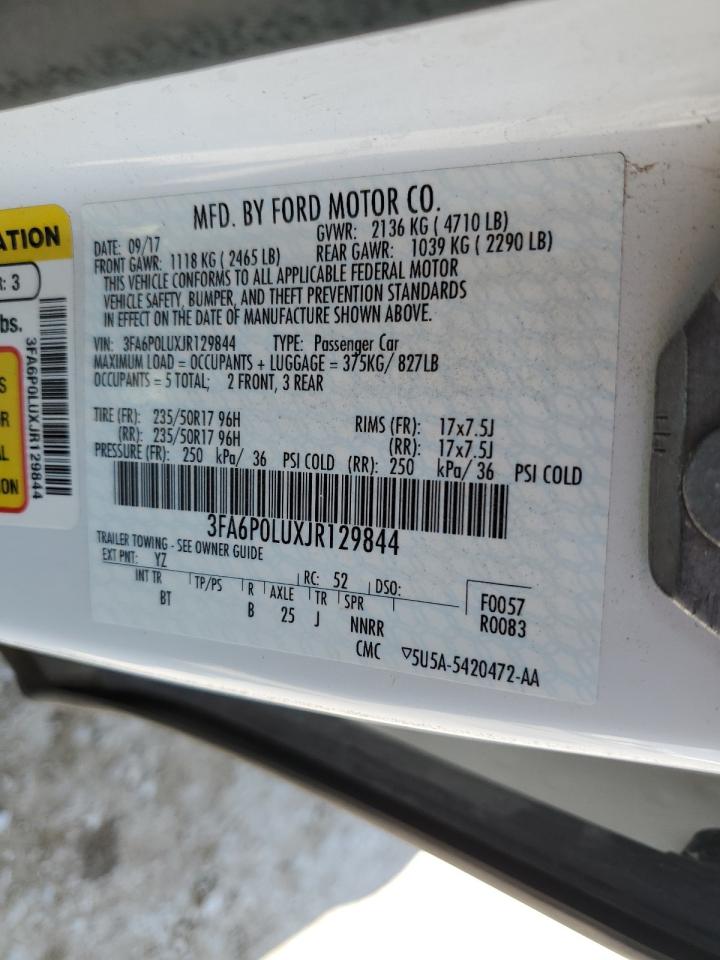 MFD. BY FORD MOTOR CO.
DATE: 09/17 GVWR: 2136 KG ( 4710 LB)
FRONT GAWR: 1118 KG ( 2465 LB) REAR GAWR: 1039 KG ( 2290 LB)
THIS VEHICLE CONFORMS TO ALL APPLICABLE FEDERAL MOTOR
VEHICLE SAFETY, BUMPER, AND THEFT PREVENTION STANDARDS
IN EFFECT ON THE DATE OF MANUFACTURE SHOWN ABOVE.
VIN: 3FA6P0LUXJR129844 TYPE: Passenger Car
MAXIMUM LOAD = OCCUPANTS + LUGGAGE = 375KG/ 827LB
OCCUPANTS = 5 TOTAL; 2 FRONT, 3 REAR
TIRE (FR): 235/50R17 96H RIMS (FR): 17x7.5J
(RR): 235/50R17 96H (RR): 17x7.5J
PRESSURE (FR): 250 kPa/ 36 PSI COLD (RR): 250 kPa/ 36 PSI COLD
3FA6P0LUXJR129844
TRAILER TOWING - SEE OWNER GUIDE
EXT PNT: YZ RC: 52 DSO: F0057
INT TR TP/PS R AXLE TR SPR R0083
BT B 25 J NNRR
CMC ▽5U5A-5420472-AA
ATION
R: 3
bs.
3FA6P0LUXJR129844
S
OR
AL
ION